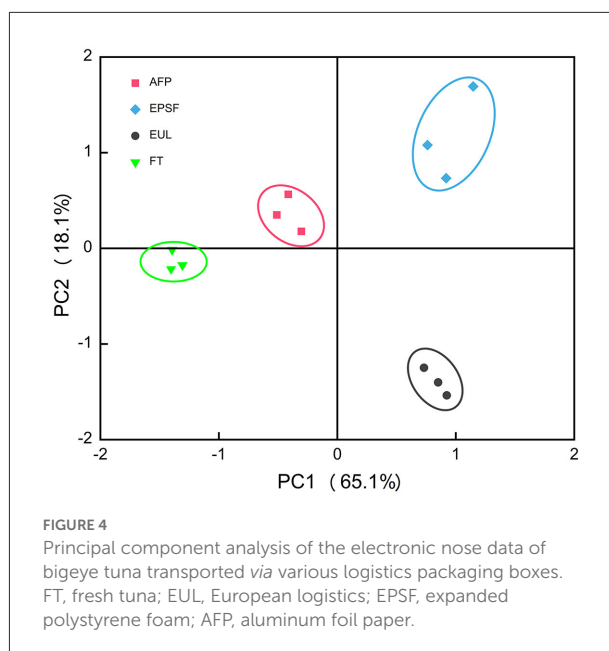 2
AFP
EPSF
EUL
FT
1
0
-1
-2
PC2 (18.1%)
-2 -1 0 1 2
PC1 (65.1%)
FIGURE 4
Principal component analysis of the electronic nose data of
bigeye tuna transported via various logistics packaging boxes.
FT, fresh tuna; EUL, European logistics; EPSF, expanded
polystyrene foam; AFP, aluminum foil paper.